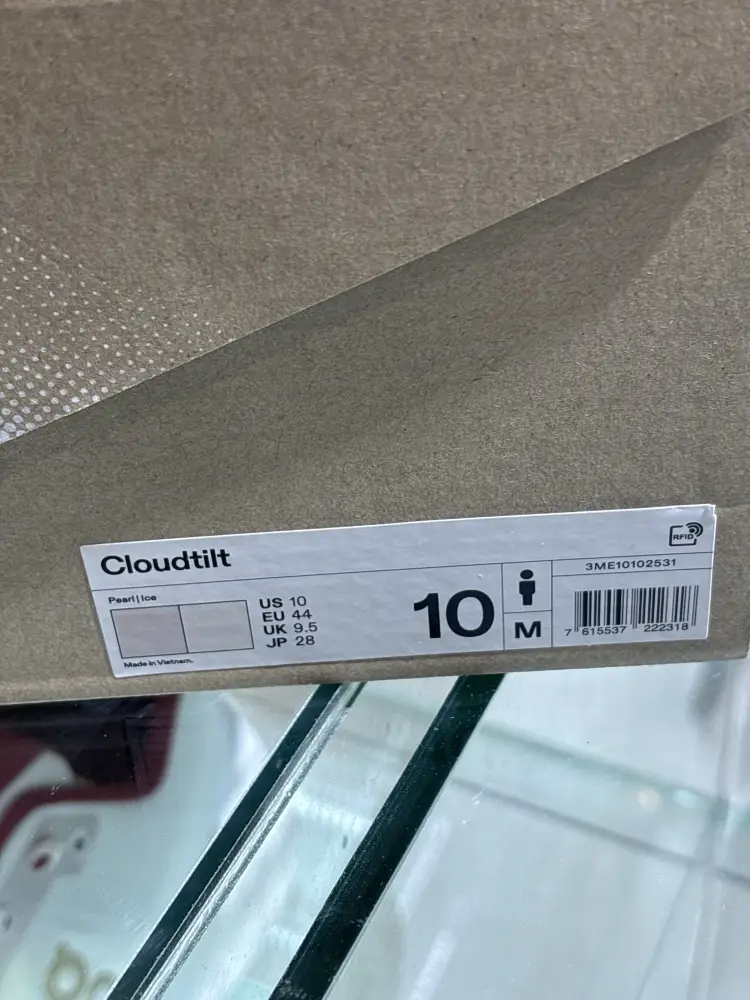 Cloudtilt
RFID
Pearl | Ice
US 10
EU 44
UK 9.5
JP 28
Made in Vietnam.
10
M
3ME10102531
7 615537 222318